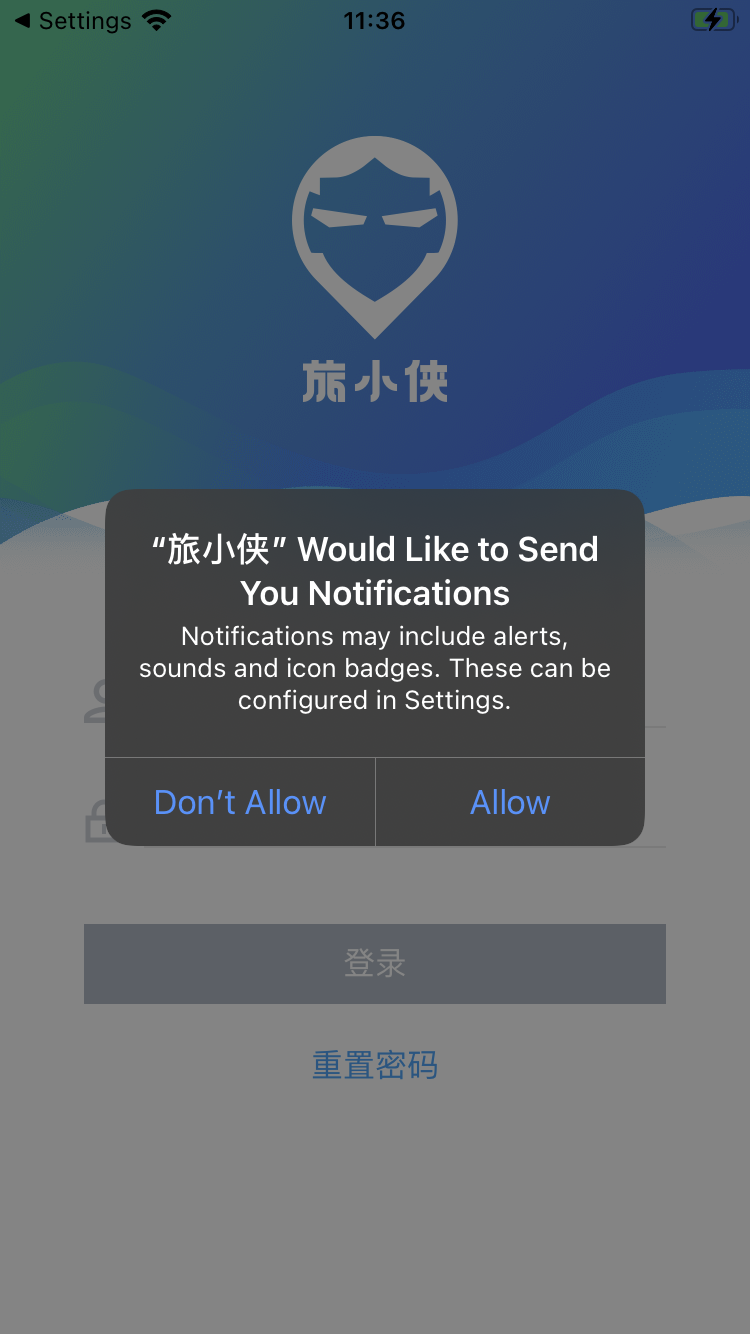 Settings
11:36
旅小侠
“旅小侠” Would Like to Send
You Notifications
Notifications may include alerts,
sounds and icon badges. These can be
configured in Settings.
Don’t Allow
Allow
登录
重置密码